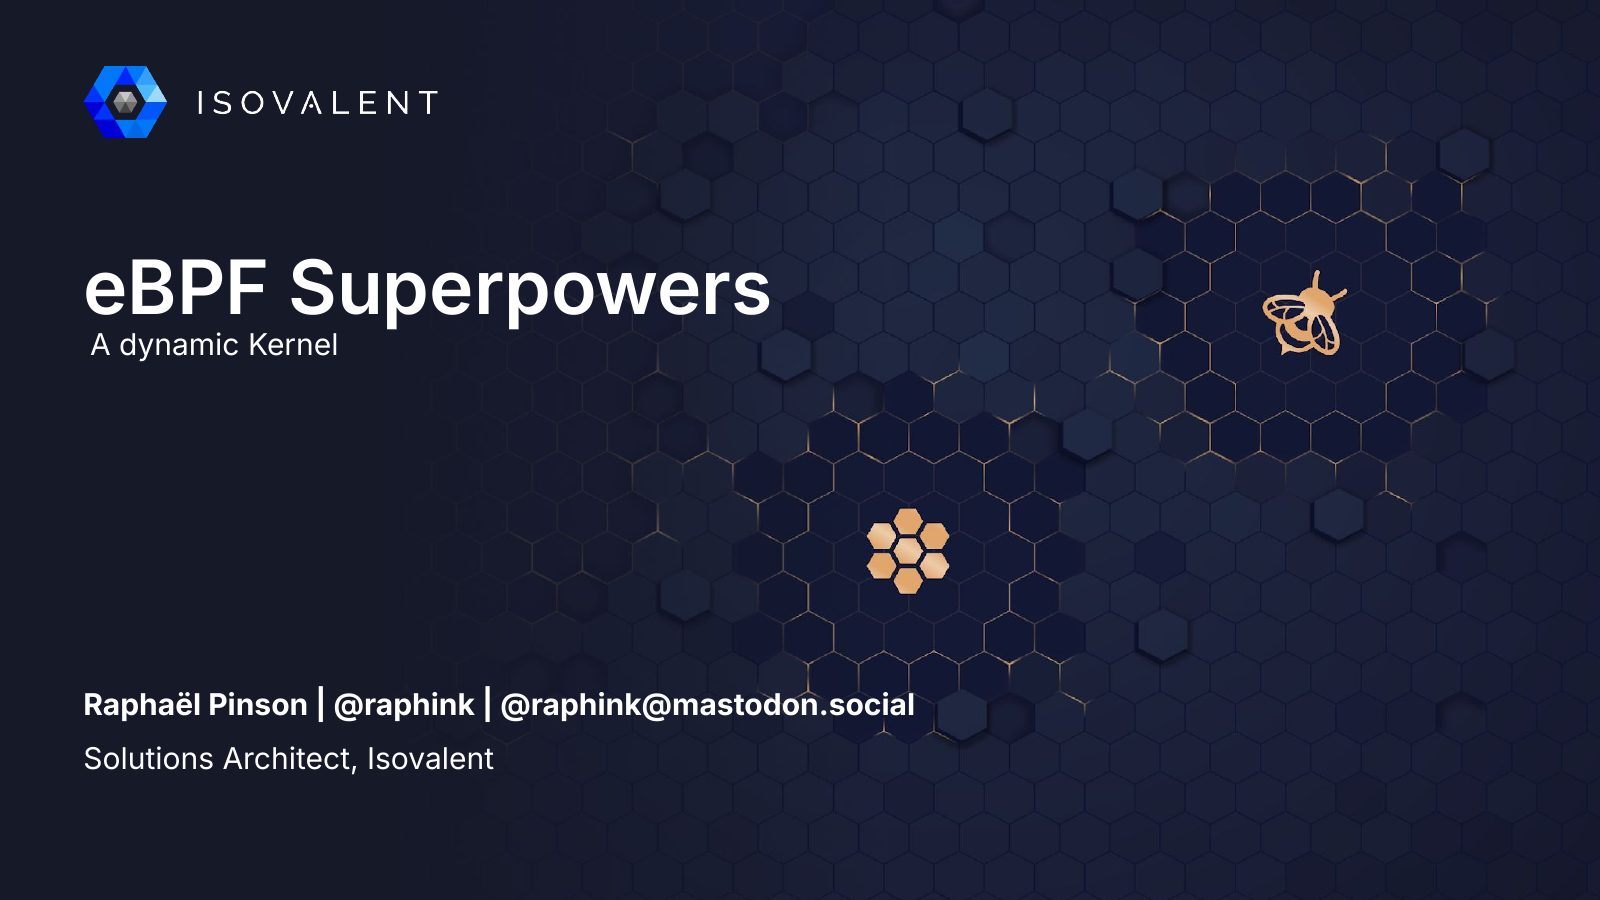 ISOVALENT
eBPF Superpowers
A dynamic Kernel
Raphaël Pinson | @raphink | @raphink@mastodon.social
Solutions Architect, Isovalent